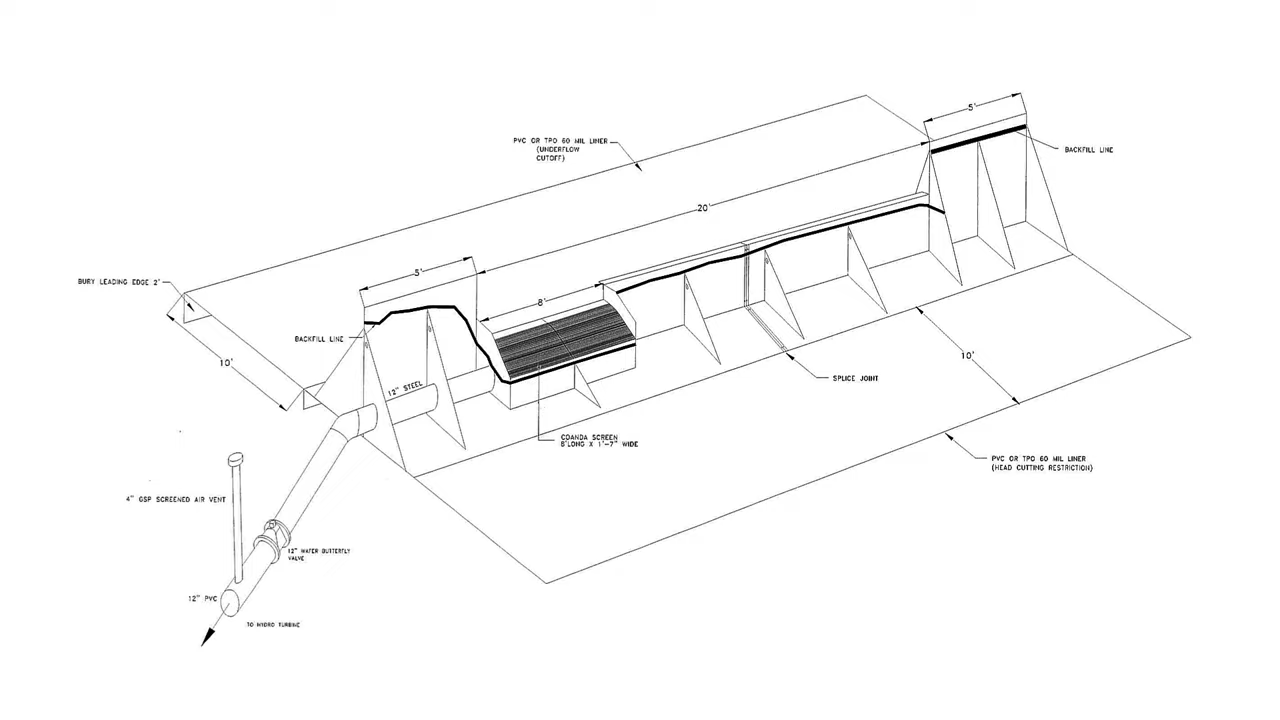 5'
PVC OR TPO 60 MIL LINER
(UNDERFLOW
CUTOFF)
BACKFILL LINE
20'
5'
BURY LEADING EDGE 2'
8'
BACKFILL LINE
10'
10'
12" STEEL
SPLICE JOINT
COANDA SCREEN
8'LONG X 1'-7" WIDE
PVC OR TPO 60 MIL LINER
(HEAD CUTTING RESTRICTION)
4" GSP SCREENED AIR VENT
12" WAFER BUTTERFLY
VALVE
12" PVC
TO HYDRO TURBINE